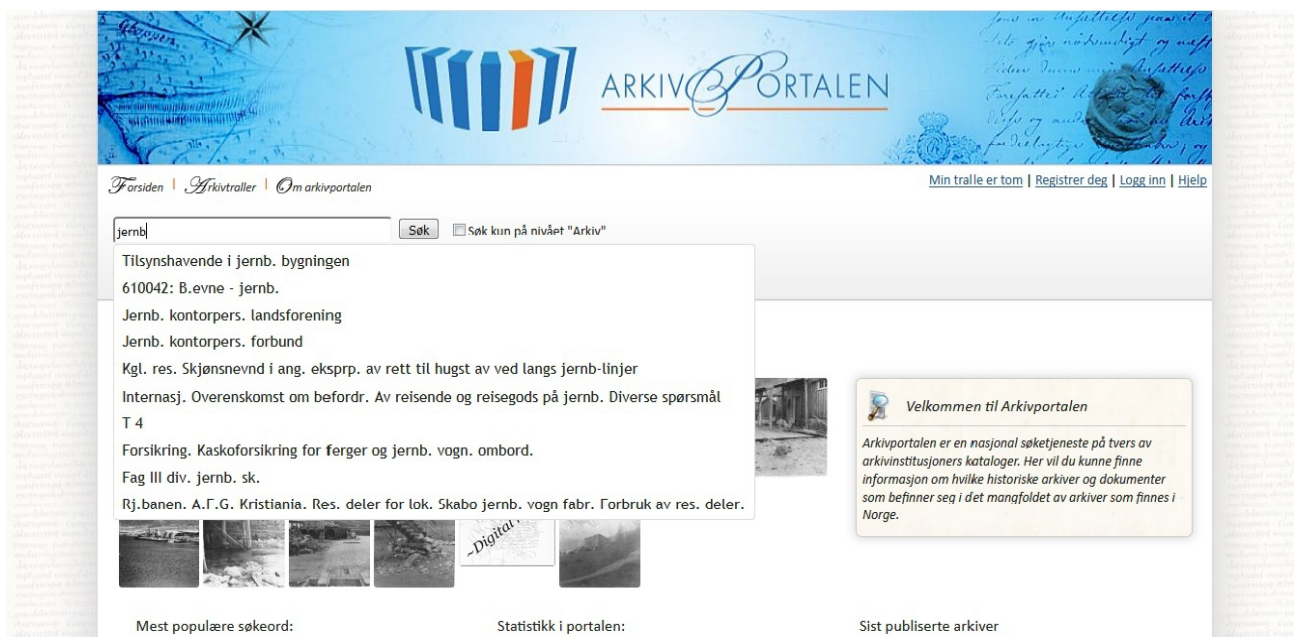 ARKIVPORTALEN
Forsiden | Arkivtraller | Om arkivportalen
Min tralle er tom | Registrer deg | Logg inn | Hjelp
jernb
Søk
Søk kun på nivået "Arkiv"
Tilsynshavende i jernb. bygningen
610042: B.evne - jernb.
Jernb. kontorpers. landsforening
Jernb. kontorpers. forbund
Kgl. res. Skjønsnevnd i ang. eksprp. av rett til hugst av ved langs jernb-linjer
Internasj. Overenskomst om befordr. Av reisende og reisegods på jernb. Diverse spørsmål
T 4
Forsikring. Kaskoforsikring for ferger og jernb. vogn. ombord.
Fag III div. jernb. sk.
Rj.banen. A.F.G. Kristiania. Res. deler for lok. Skabo jernb. vogn fabr. Forbruk av res. deler.
Velkommen til Arkivportalen
Arkivportalen er en nasjonal søketjeneste på tvers av
arkivinstitusjoners kataloger. Her vil du kunne finne
informasjon om hvilke historiske arkiver og dokumenter
som befinner seg i det mangfoldet av arkiver som finnes i
Norge.
~Digital
Mest populære søkeord:
Statistikk i portalen:
Sist publiserte arkiver